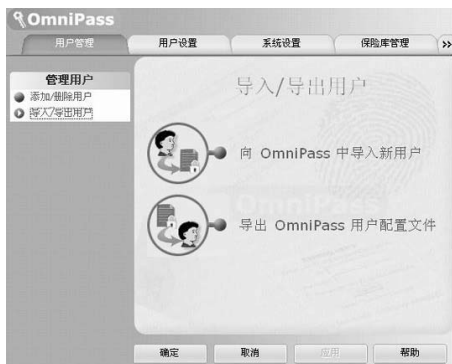 OmniPass
用户管理 用户设置 系统设置 保险库管理 »
管理用户
添加/删除用户
导入/导出用户
导入/导出用户
向 OmniPass 中导入新用户
导出 OmniPass 用户配置文件
确定 取消 应用 帮助